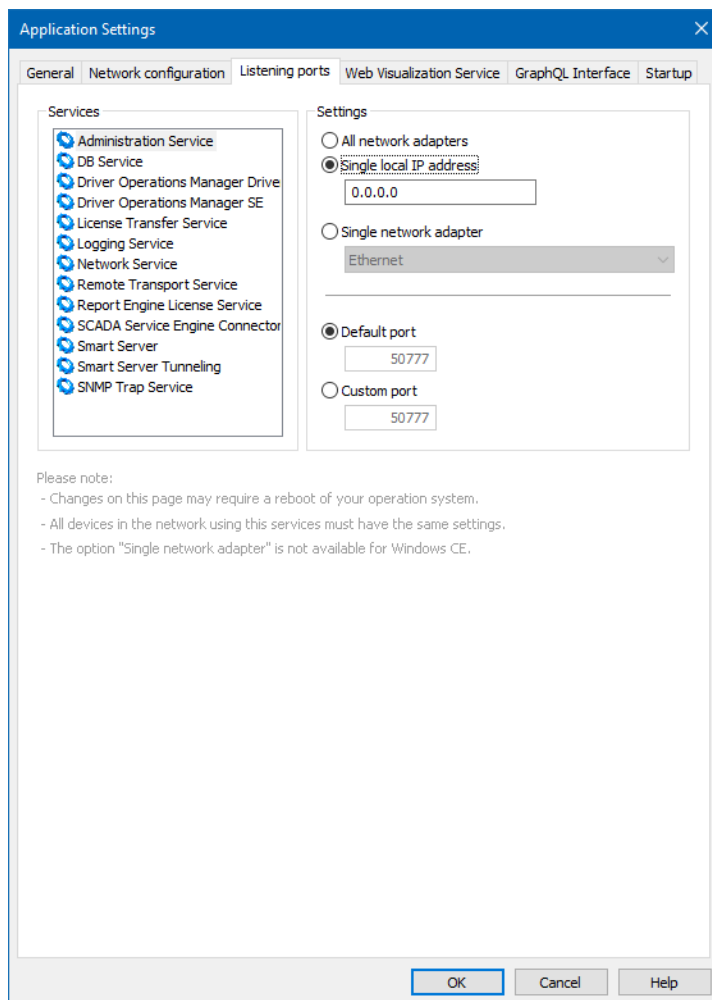 Application Settings
General
Network configuration
Listening ports
Web Visualization Service
GraphQL Interface
Startup
Services
Administration Service
DB Service
Driver Operations Manager Drive
Driver Operations Manager SE
License Transfer Service
Logging Service
Network Service
Remote Transport Service
Report Engine License Service
SCADA Service Engine Connector
Smart Server
Smart Server Tunneling
SNMP Trap Service
Settings
All network adapters
Single local IP address
0.0.0.0
Single network adapter
Ethernet
Default port
50777
Custom port
50777
Please note:
- Changes on this page may require a reboot of your operation system.
- All devices in the network using this services must have the same settings.
- The option "Single network adapter" is not available for Windows CE.
OK
Cancel
Help